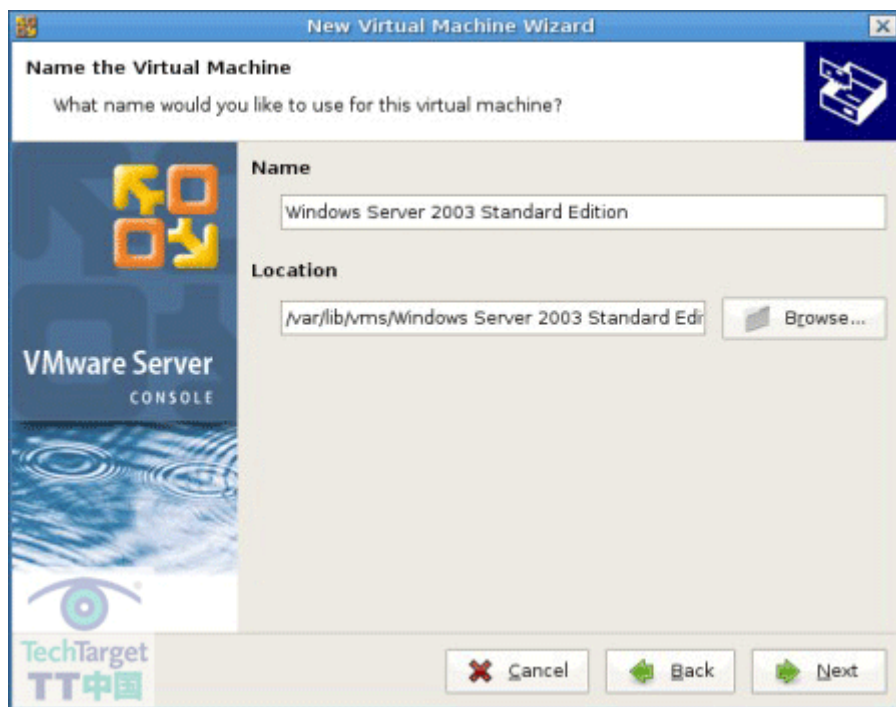 New Virtual Machine Wizard
Name the Virtual Machine
What name would you like to use for this virtual machine?
Name
Windows Server 2003 Standard Edition
Location
/var/lib/vms/Windows Server 2003 Standard Edi
Browse...
VMware Server
CONSOLE
TechTarget
TT中国
Cancel
Back
Next